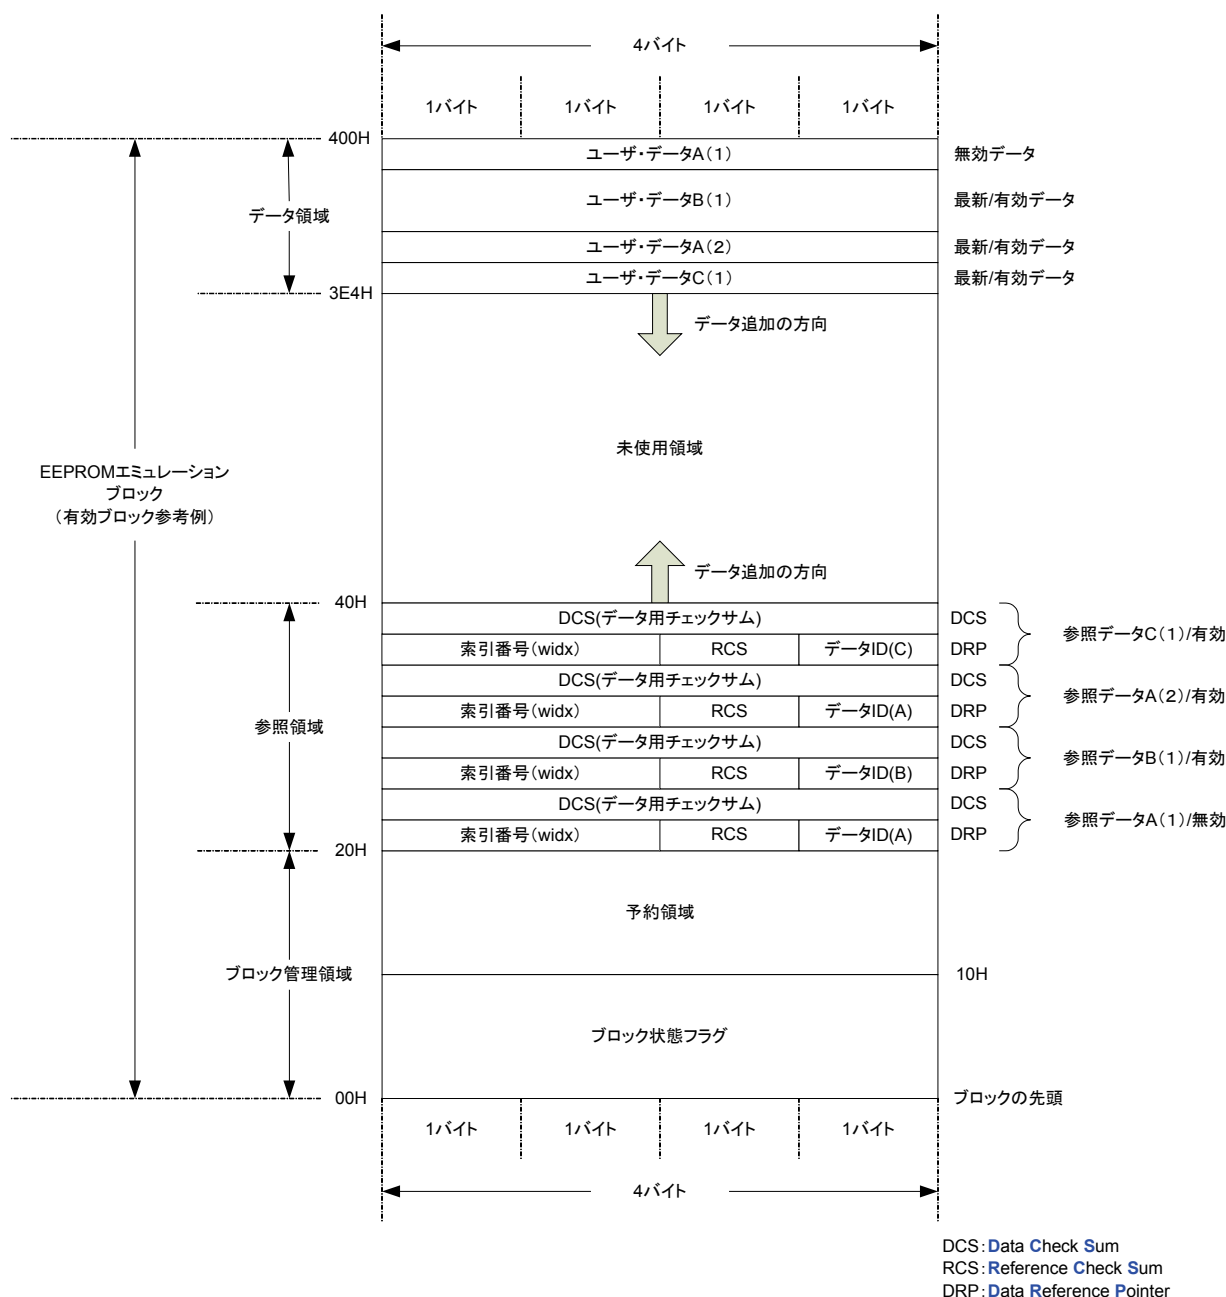 4バイト
1バイト 1バイト 1バイト 1バイト
400H
ユーザ・データA（1） 無効データ
ユーザ・データB（1） 最新/有効データ
データ領域
ユーザ・データA（2） 最新/有効データ
ユーザ・データC（1） 最新/有効データ
3E4H
データ追加の方向
未使用領域
EEPROMエミュレーション
ブロック
（有効ブロック参考例）
データ追加の方向
40H
DCS(データ用チェックサム) DCS
索引番号（widx） RCS データID(C) DRP
参照データC（1）/有効
DCS(データ用チェックサム) DCS
索引番号（widx） RCS データID(A) DRP
参照データA（2）/有効
参照領域
DCS(データ用チェックサム) DCS
索引番号（widx） RCS データID(B) DRP
参照データB（1）/有効
DCS(データ用チェックサム) DCS
索引番号（widx） RCS データID(A) DRP
参照データA（1）/無効
20H
予約領域
ブロック管理領域
10H
ブロック状態フラグ
00H
ブロックの先頭
1バイト 1バイト 1バイト 1バイト
4バイト
DCS：Data Check Sum
RCS：Reference Check Sum
DRP：Data Reference Pointer